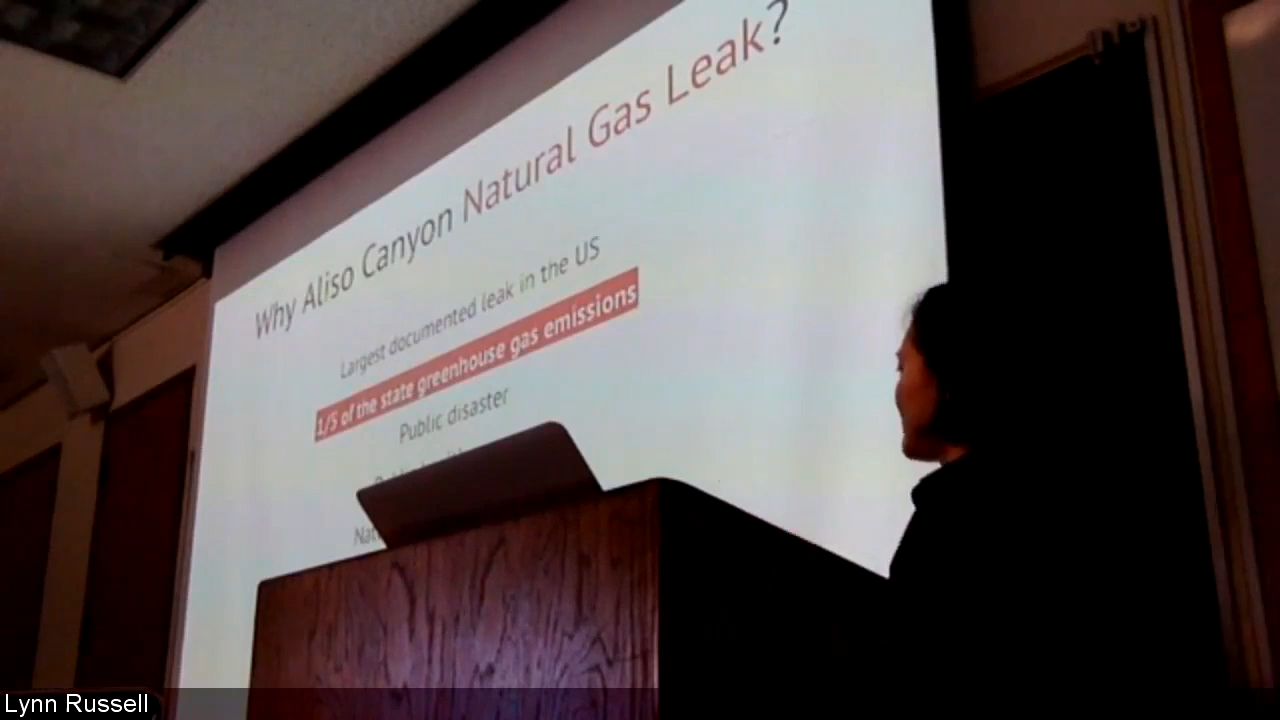 Why Aliso Canyon Natural Gas Leak?
Largest documented leak in the US
1/5 of the state greenhouse gas emissions
Public disaster
Lynn Russell